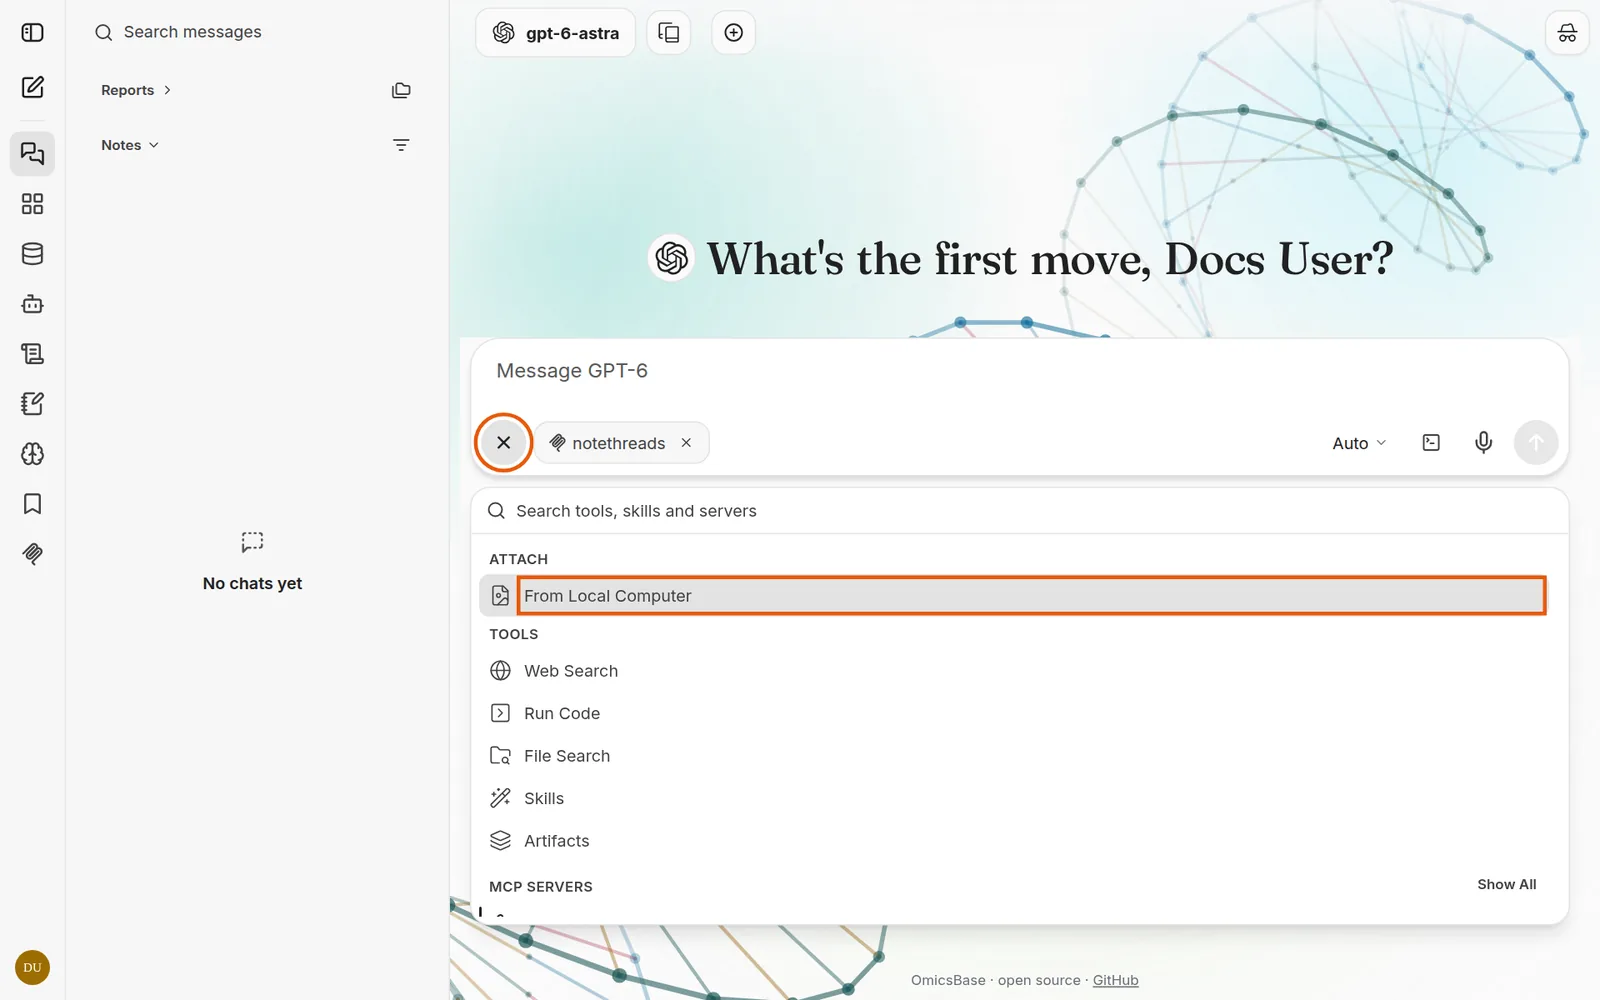 Search messages
Reports
Notes
No chats yet
DU
gpt-6-astra
What's the first move, Docs User?
Message GPT-6
notethreads
Auto
Search tools, skills and servers
ATTACH
From Local Computer
TOOLS
Web Search
Run Code
File Search
Skills
Artifacts
MCP SERVERS
Show All
OmicsBase · open source · GitHub